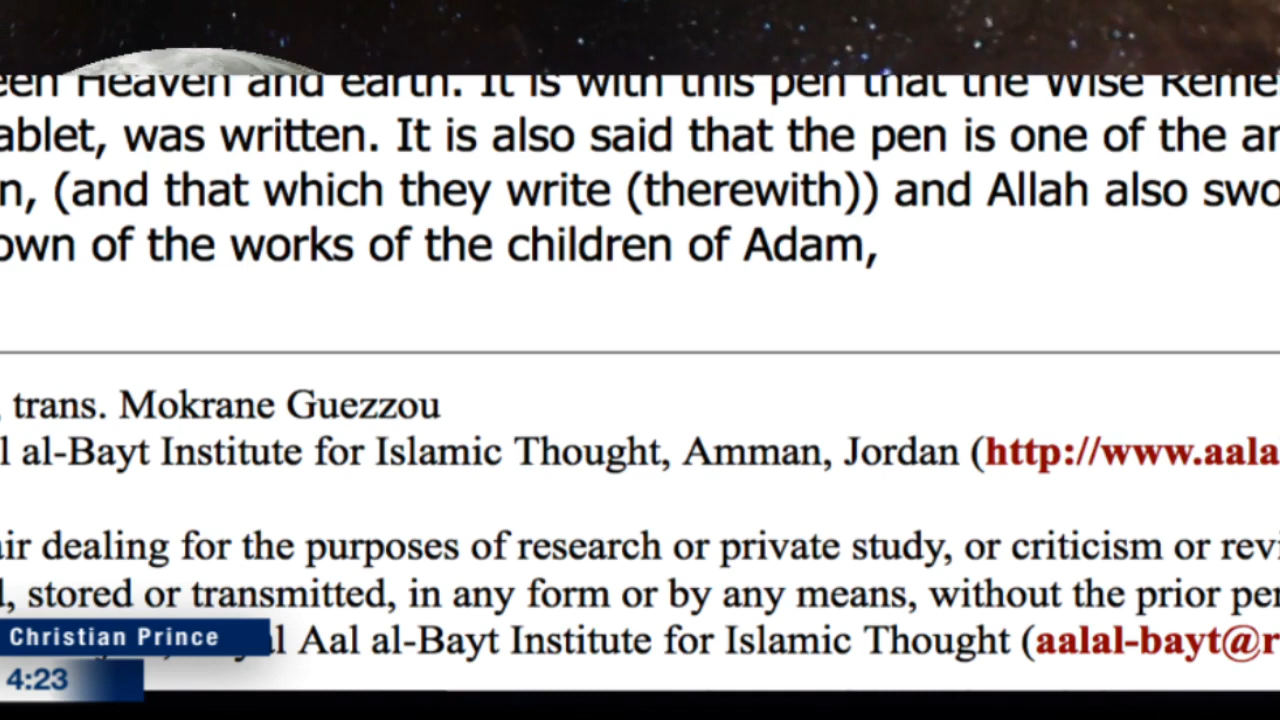 een Heaven and earth. It is with this pen that the Wise Reme
ablet, was written. It is also said that the pen is one of the an
n, (and that which they write (therewith)) and Allah also swo
own of the works of the children of Adam,
, trans. Mokrane Guezzou
l al-Bayt Institute for Islamic Thought, Amman, Jordan (http://www.aala
air dealing for the purposes of research or private study, or criticism or revi
d, stored or transmitted, in any form or by any means, without the prior per
l Aal al-Bayt Institute for Islamic Thought (aalal-bayt@r
Christian Prince
4:23